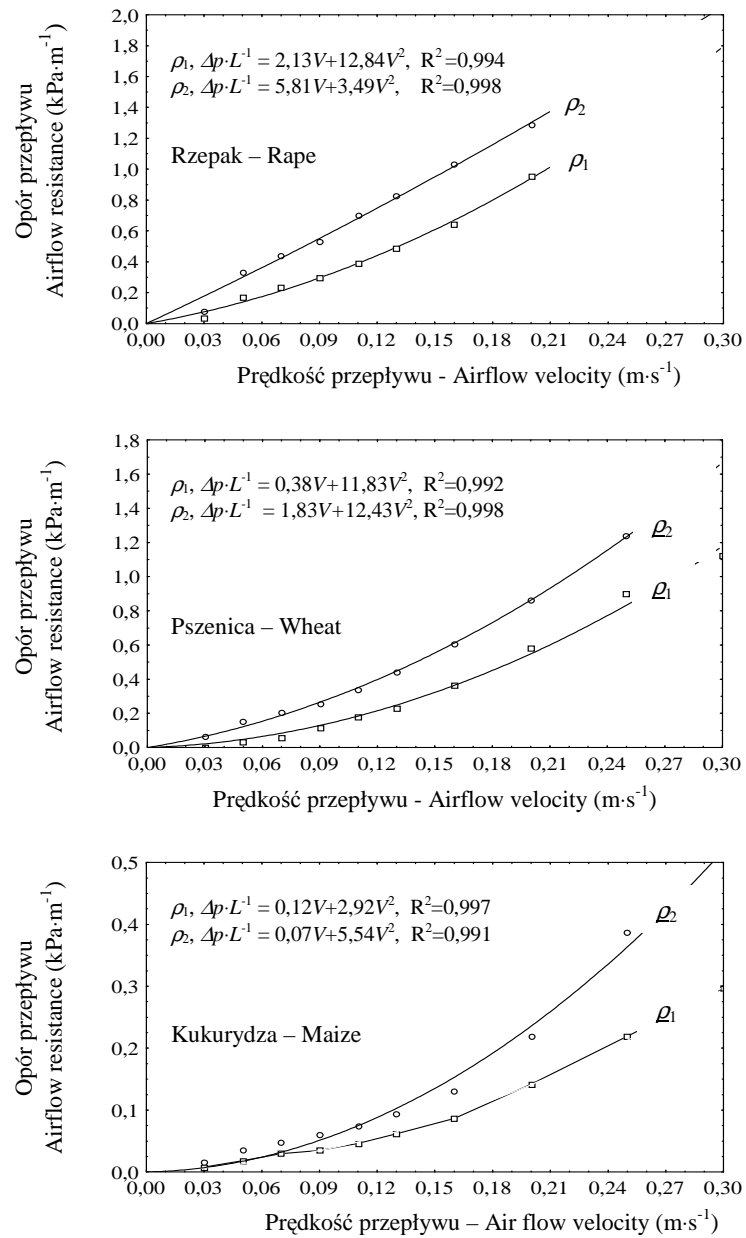 Opór przepływu
Airflow resistance (kPa·m⁻¹)
2,0
1,8
1,6
1,4
1,2
1,0
0,8
0,6
0,4
0,2
0,0
ρ₁, Δp·L⁻¹ = 2,13V+12,84V², R²=0,994
ρ₂, Δp·L⁻¹ = 5,81V+3,49V², R²=0,998
Rzepak – Rape
ρ₂
ρ₁
0,00 0,03 0,06 0,09 0,12 0,15 0,18 0,21 0,24 0,27 0,30
Prędkość przepływu - Airflow velocity (m·s⁻¹)
Opór przepływu
Airflow resistance (kPa·m⁻¹)
1,8
1,6
1,4
1,2
1,0
0,8
0,6
0,4
0,2
0,0
ρ₁, Δp·L⁻¹ = 0,38V+11,83V², R²=0,992
ρ₂, Δp·L⁻¹ = 1,83V+12,43V², R²=0,998
Pszenica – Wheat
ρ₂
ρ₁
0,00 0,03 0,06 0,09 0,12 0,15 0,18 0,21 0,24 0,27 0,30
Prędkość przepływu - Airflow velocity (m·s⁻¹)
Opór przepływu
Airflow resistance (kPa·m⁻¹)
0,5
0,4
0,3
0,2
0,1
0,0
ρ₁, Δp·L⁻¹ = 0,12V+2,92V², R²=0,997
ρ₂, Δp·L⁻¹ = 0,07V+5,54V², R²=0,991
Kukurydza – Maize
ρ₂
ρ₁
0,00 0,03 0,06 0,09 0,12 0,15 0,18 0,21 0,24 0,27 0,30
Prędkość przepływu – Air flow velocity (m·s⁻¹)